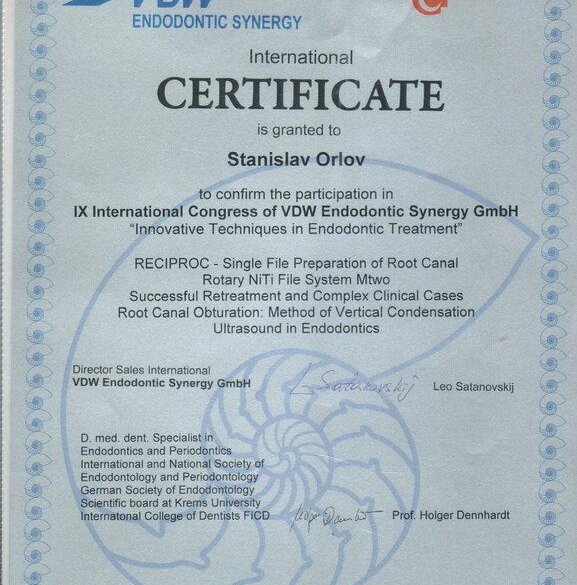 VDW
ENDODONTIC SYNERGY
International
CERTIFICATE
is granted to
Stanislav Orlov
to confirm the participation in
IX International Congress of VDW Endodontic Synergy GmbH
“Innovative Techniques in Endodontic Treatment”
RECIPROC - Single File Preparation of Root Canal
Rotary NiTi File System Mtwo
Successful Retreatment and Complex Clinical Cases
Root Canal Obturation: Method of Vertical Condensation
Ultrasound in Endodontics
Director Sales International
VDW Endodontic Synergy GmbH
L. Satanovskij Leo Satanovskij
D. med. dent. Specialist in
Endodontics and Periodontics
International and National Society of
Endodontology and Periodontology
German Society of Endodontology
Scientific board at Krems University
International College of Dentists FICD
Prof. Holger Dennhardt